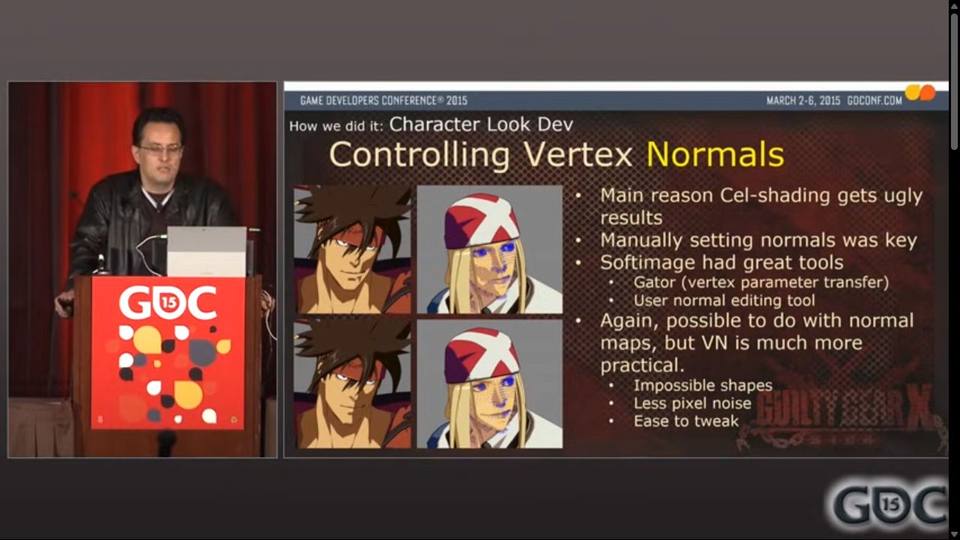 GAME DEVELOPERS CONFERENCE® 2015
MARCH 2-6, 2015 GDCONF.COM
How we did it: Character Look Dev
Controlling Vertex Normals
• Main reason Cel-shading gets ugly
results
• Manually setting normals was key
• Softimage had great tools
• Gator (vertex parameter transfer)
• User normal editing tool
• Again, possible to do with normal
maps, but VN is much more
practical.
• Impossible shapes
• Less pixel noise
• Ease to tweak
GUILTY GEAR X
GDC 15
GDC 15